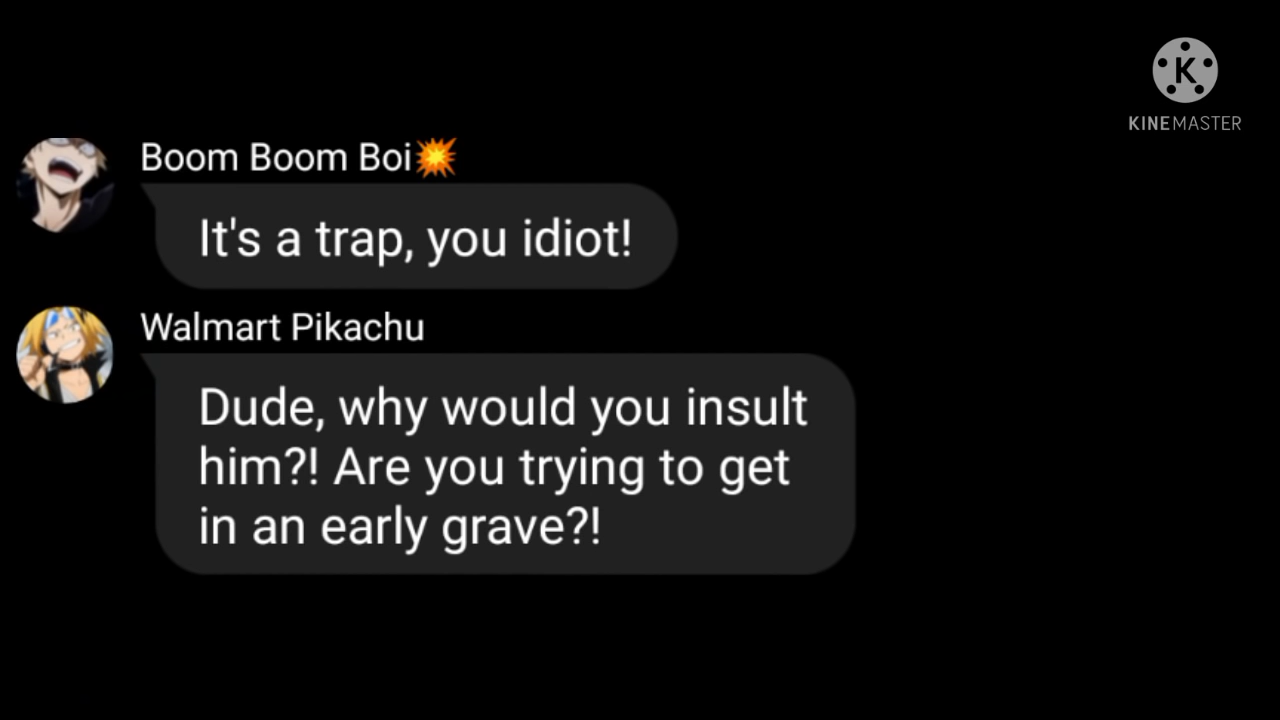 K
KINEMASTER
Boom Boom Boi💥
It's a trap, you idiot!
Walmart Pikachu
Dude, why would you insult
him?! Are you trying to get
in an early grave?!